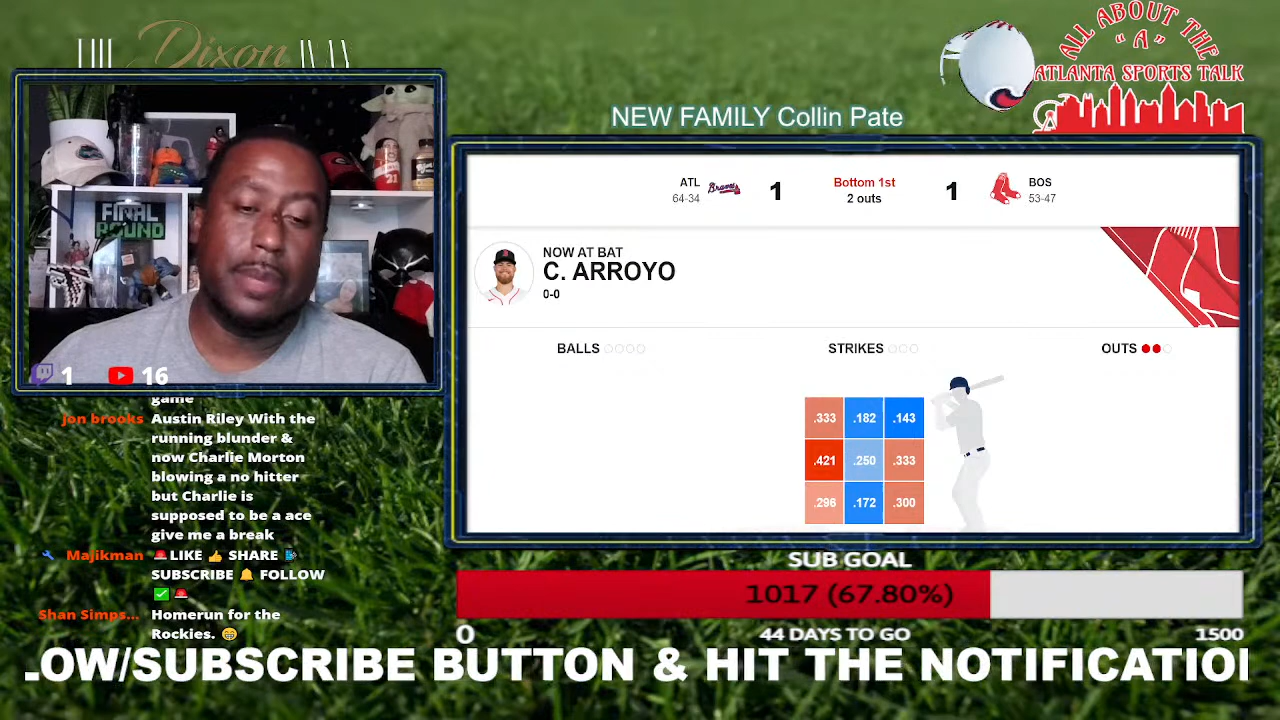 Dixon
ALL ABOUT THE
"A"
ATLANTA SPORTS TALK
NEW FAMILY Collin Pate
FINAL
ROUND
1
16
ATL
64-34
Braves
1
Bottom 1st
2 outs
1
BOS
53-47
NOW AT BAT
C. ARROYO
0-0
BALLS
STRIKES
OUTS
.333 .182 .143
.421 .250 .333
.296 .172 .300
game
jon brooks Austin Riley With the
running blunder &
now Charlie Morton
blowing a no hitter
but Charlie is
supposed to be a ace
give me a break
Majikman 🚨LIKE 👍 SHARE
SUBSCRIBE 🔔 FOLLOW
✅ 🚨
Shan Simps... Homerun for the
Rockies. 😁
SUB GOAL
1017 (67.80%)
0 44 DAYS TO GO 1500
LOW/SUBSCRIBE BUTTON & HIT THE NOTIFICATIO